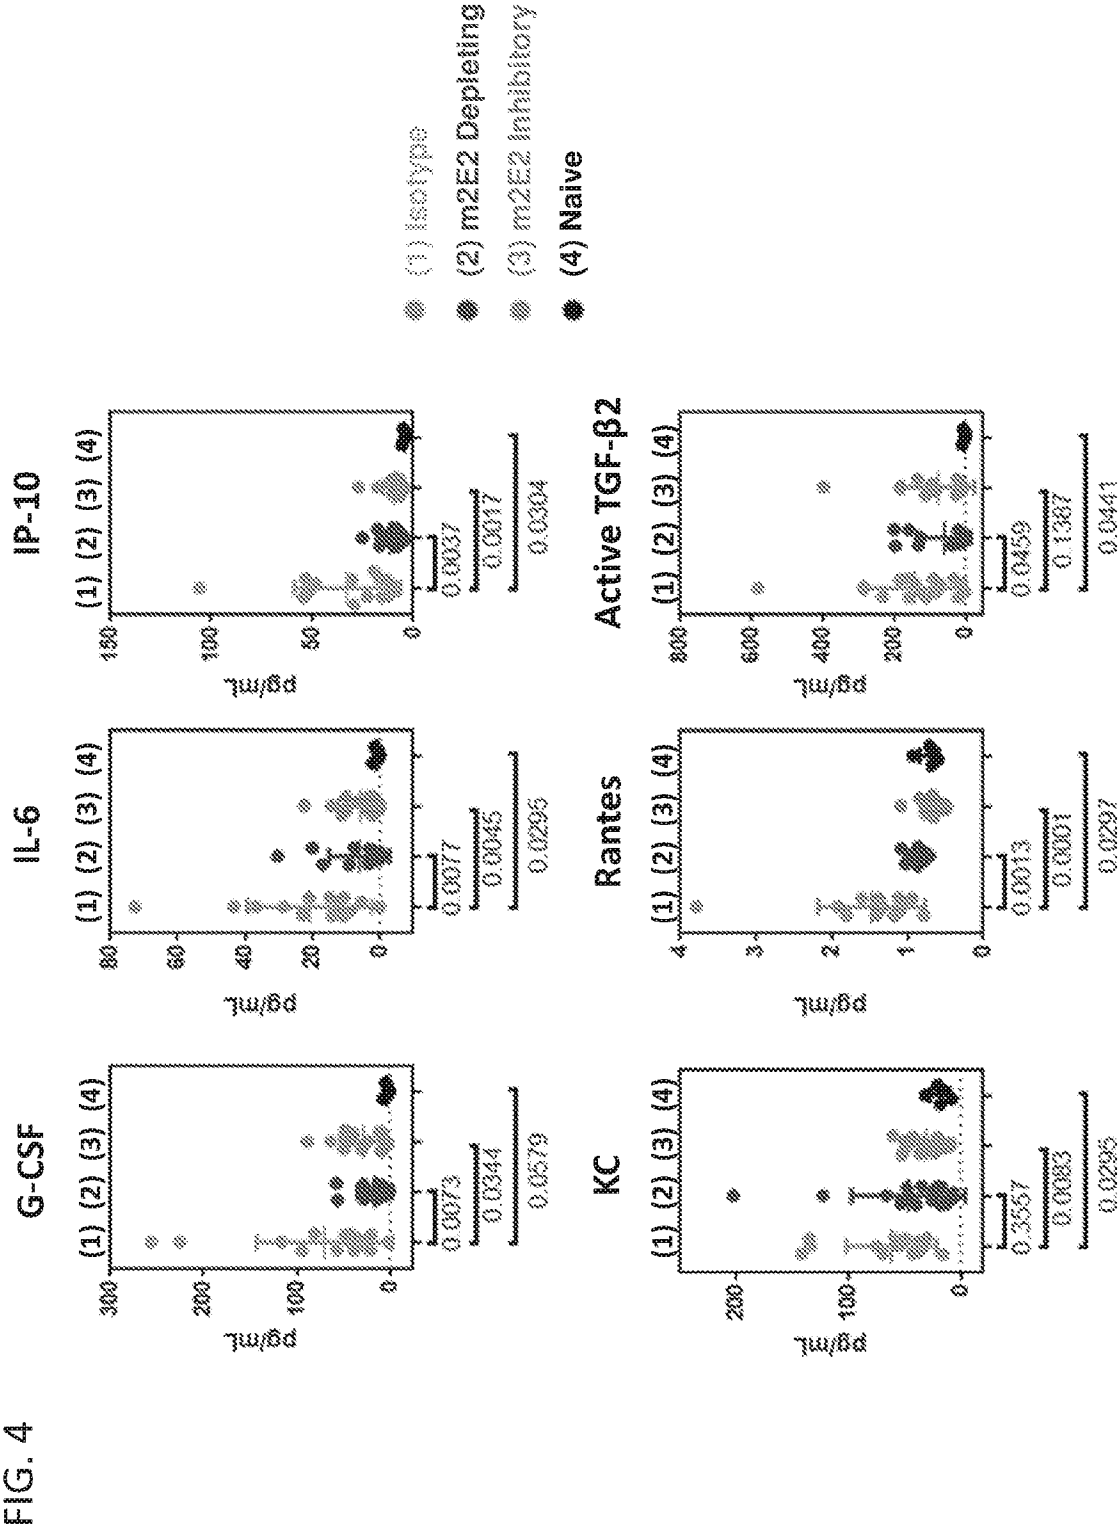 FIG. 4
G-CSF
(1) (2) (3) (4)
300
200
100
0
pg/mL
0.0073
0.0344
0.0579
IL-6
(1) (2) (3) (4)
80
60
40
20
0
pg/mL
0.0077
0.0045
0.0295
IP-10
(1) (2) (3) (4)
150
100
50
0
pg/mL
0.0037
0.0017
0.0304
KC
(1) (2) (3) (4)
200
100
0
pg/mL
0.3557
0.0083
0.0295
Rantes
(1) (2) (3) (4)
4
3
2
1
0
pg/mL
0.0013
0.0001
0.0297
Active TGF-β2
(1) (2) (3) (4)
800
600
400
200
0
pg/mL
0.0459
0.1387
0.0441
(1) Isotype
(2) m2E2 Depleting
(3) m2E2 Inhibitory
(4) Naive